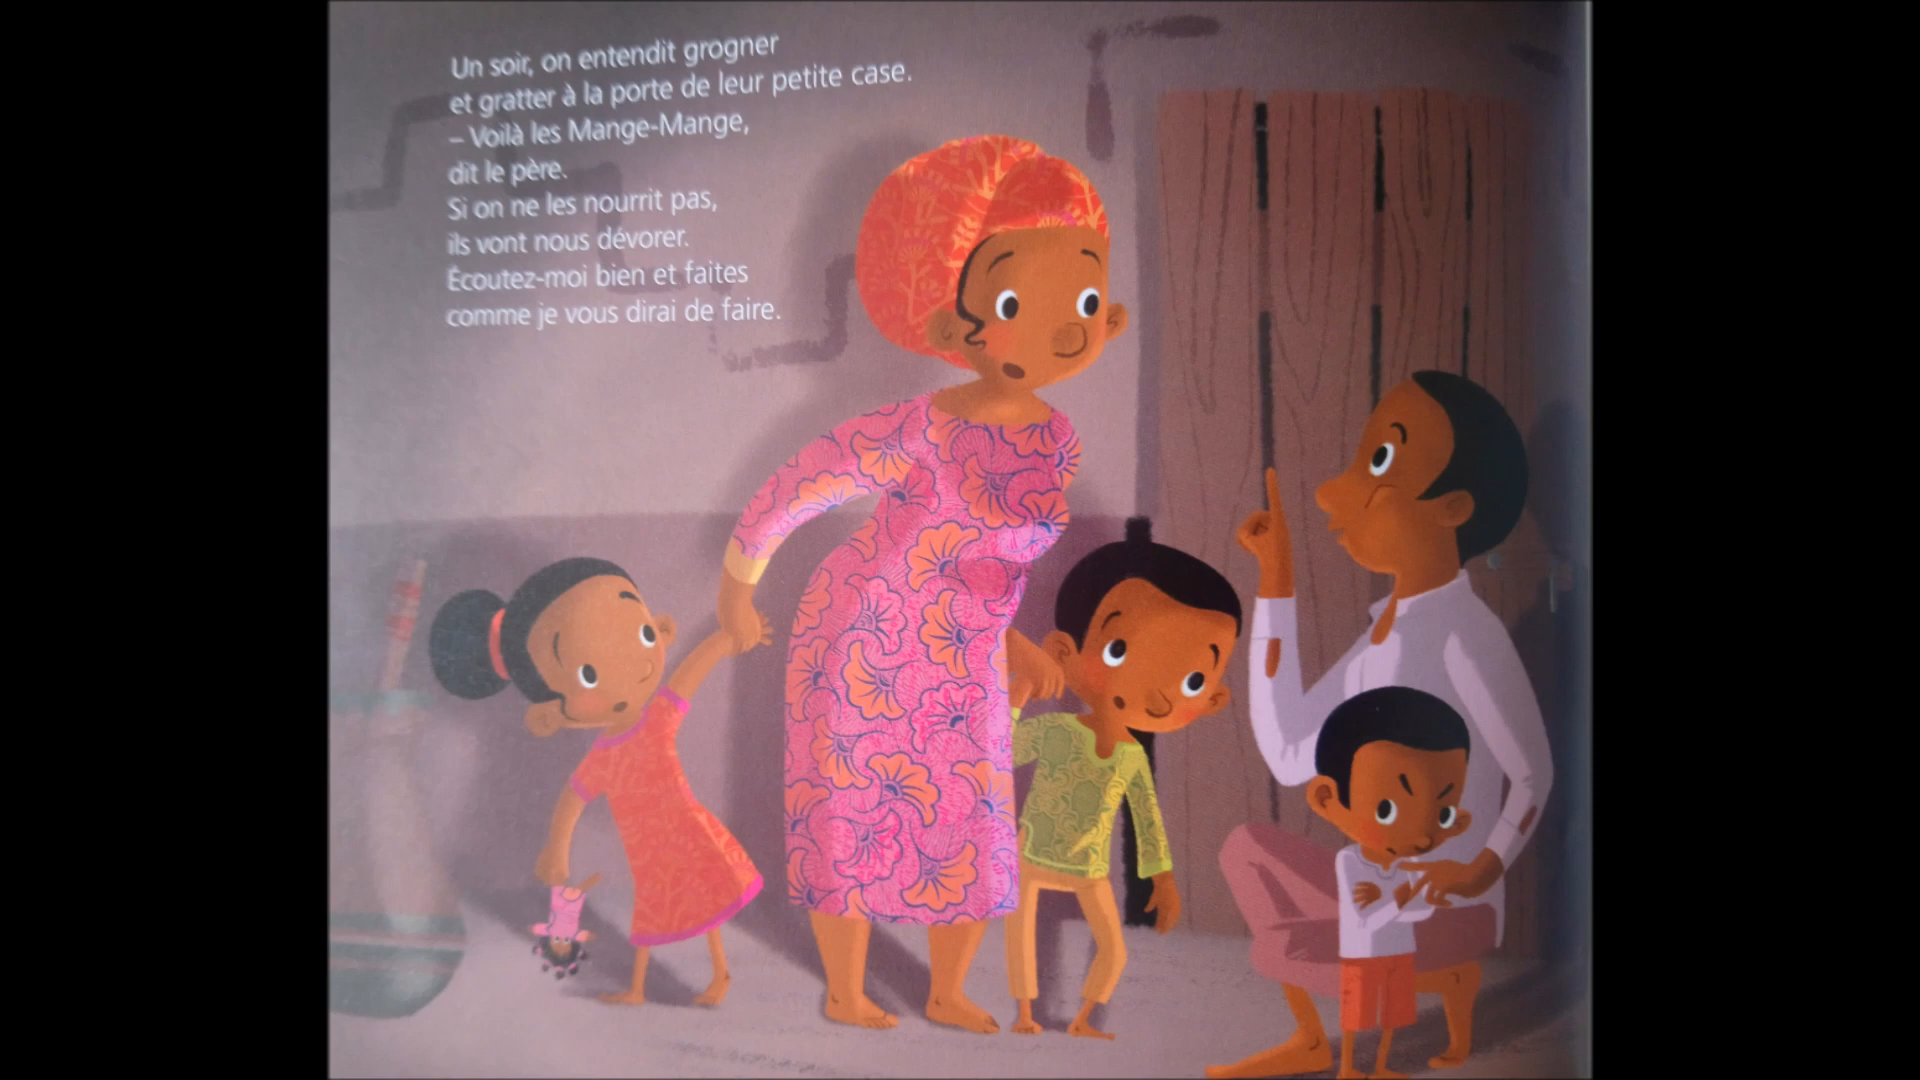 Un soir, on entendit grogner
et gratter à la porte de leur petite case.
– Voilà les Mange-Mange,
dit le père.
Si on ne les nourrit pas,
ils vont nous dévorer.
Écoutez-moi bien et faites
comme je vous dirai de faire.